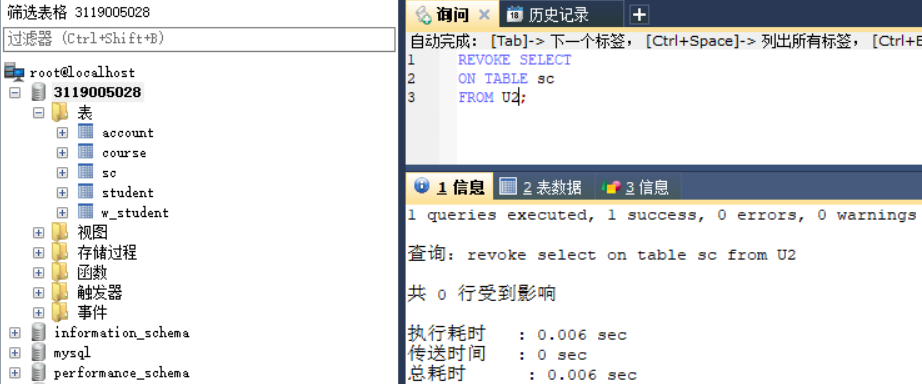 筛选表格 3119005028
过滤器 (Ctrl+Shift+B)
root@localhost
3119005028
表
account
course
sc
student
w_student
视图
存储过程
函数
触发器
事件
information_schema
mysql
performance_schema
询问
18 历史记录
自动完成： [Tab]-> 下一个标签， [Ctrl+Space]-> 列出所有标签， [Ctrl+E
1 REVOKE SELECT
2 ON TABLE sc
3 FROM U2;
1 信息 2 表数据 3 信息
1 queries executed, 1 success, 0 errors, 0 warnings
查询：revoke select on table sc from U2
共 0 行受到影响
执行耗时 : 0.006 sec
传送时间 : 0 sec
总耗时 : 0.006 sec